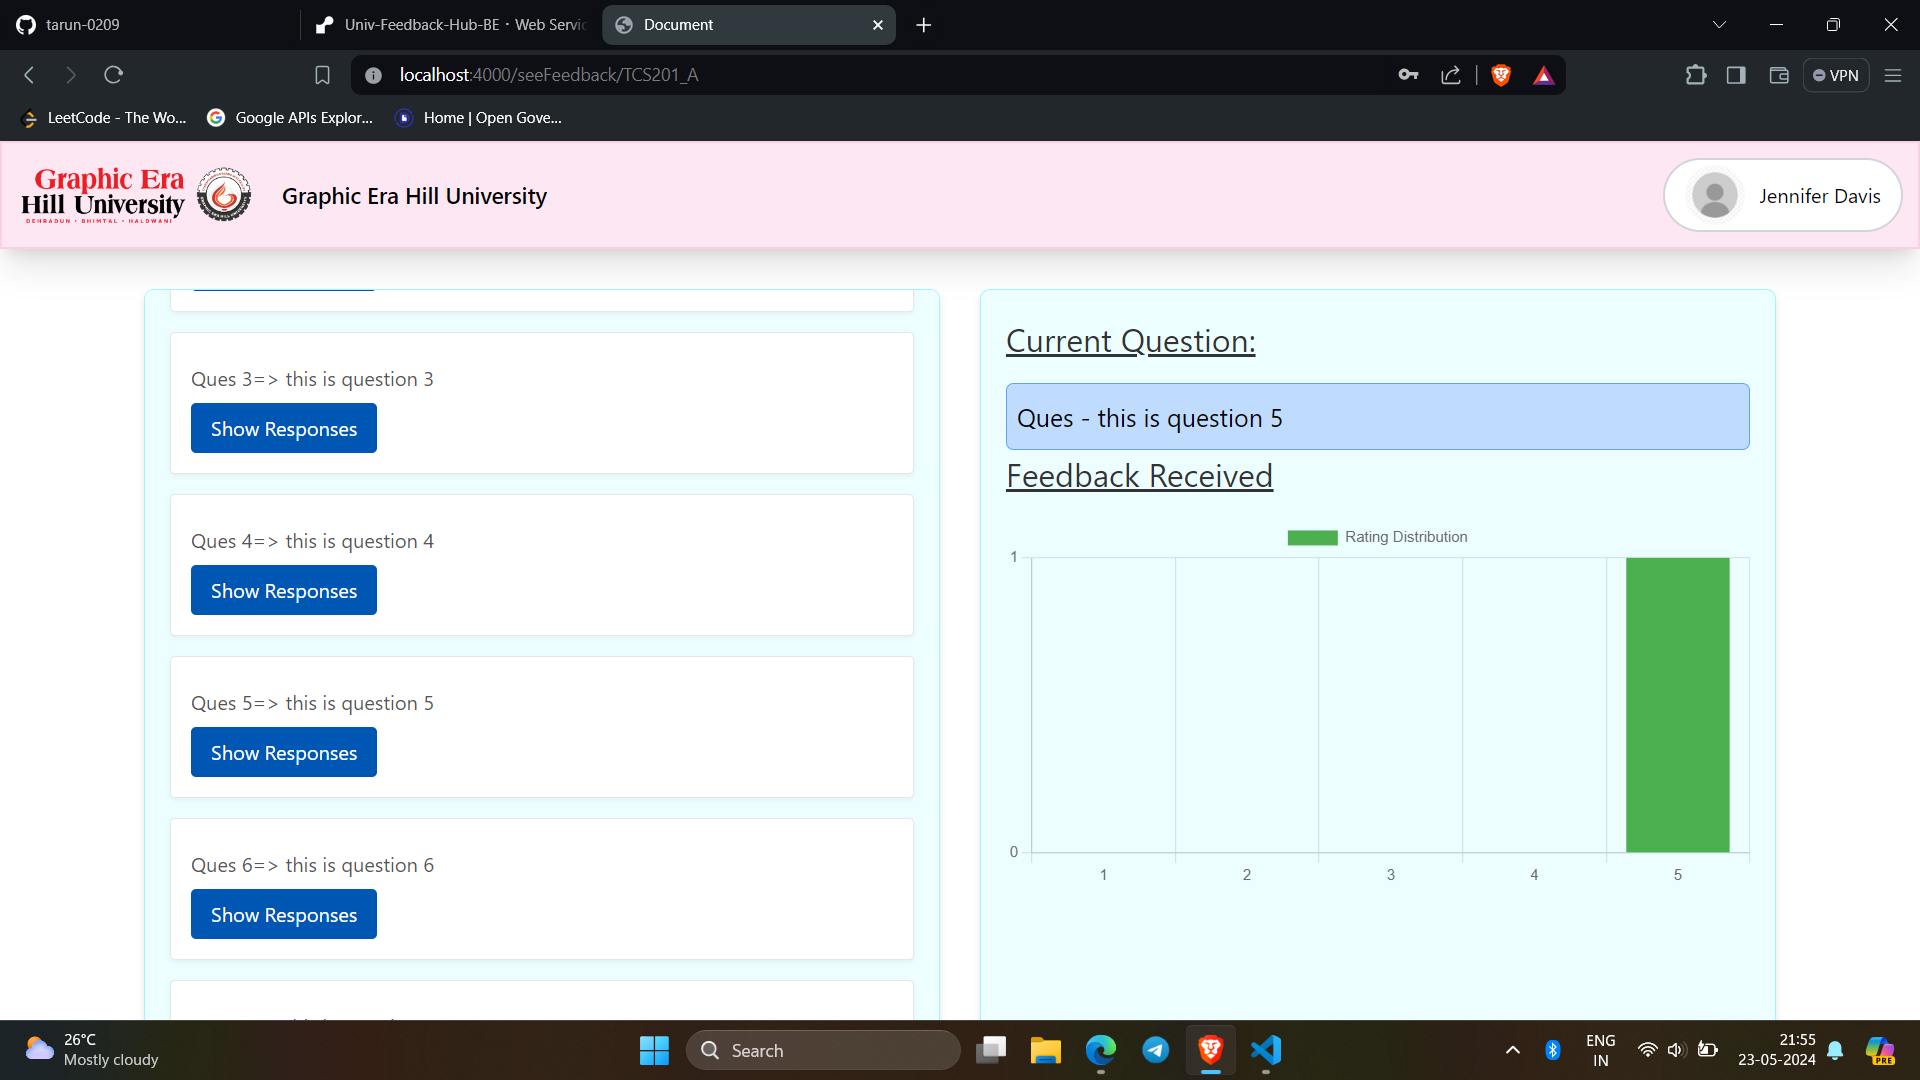 tarun-0209
Univ-Feedback-Hub-BE · Web Servic
Document
localhost:4000/seeFeedback/TCS201_A
VPN
LeetCode - The Wo...
Google APIs Explor...
Home | Open Gove...
Graphic Era
Hill University
DEHRADUN • BHIMTAL • HALDWANI
Graphic Era Hill University
Jennifer Davis
Ques 3=> this is question 3
Show Responses
Ques 4=> this is question 4
Show Responses
Ques 5=> this is question 5
Show Responses
Ques 6=> this is question 6
Show Responses
Current Question:
Ques - this is question 5
Feedback Received
Rating Distribution
1
0
1 2 3 4 5
26°C
Mostly cloudy
Search
ENG
IN
21:55
23-05-2024
PRE